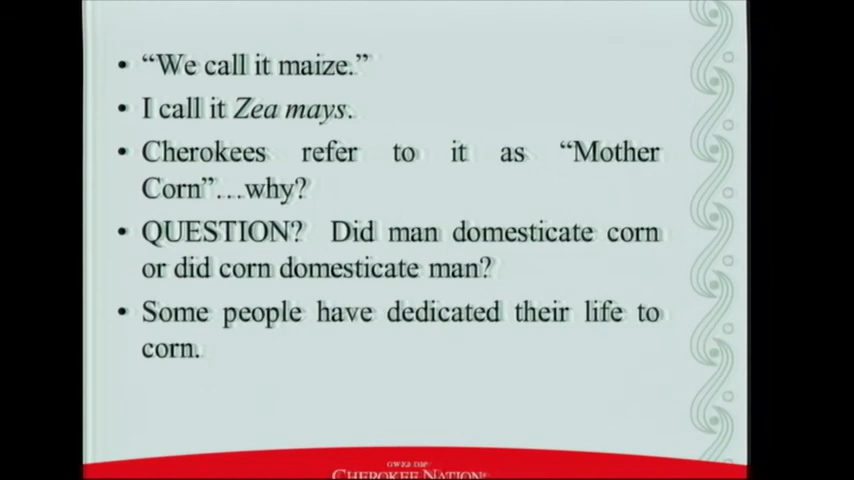 • “We call it maize.”
• I call it Zea mays.
• Cherokees refer to it as “Mother
Corn”…why?
• QUESTION? Did man domesticate corn
or did corn domesticate man?
• Some people have dedicated their life to
corn.
CHEROKEE NATION